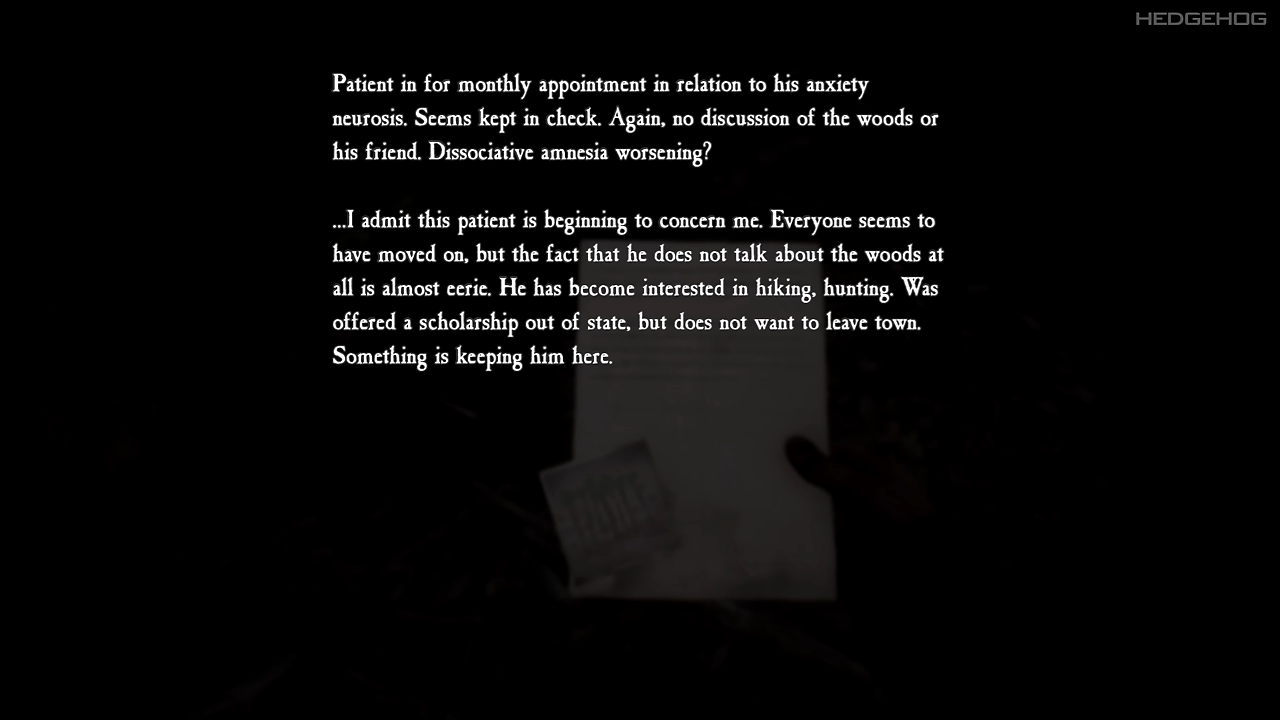 HEDGEHOG
Patient in for monthly appointment in relation to his anxiety
neurosis. Seems kept in check. Again, no discussion of the woods or
his friend. Dissociative amnesia worsening?
...I admit this patient is beginning to concern me. Everyone seems to
have moved on, but the fact that he does not talk about the woods at
all is almost eerie. He has become interested in hiking, hunting. Was
offered a scholarship out of state, but does not want to leave town.
Something is keeping him here.